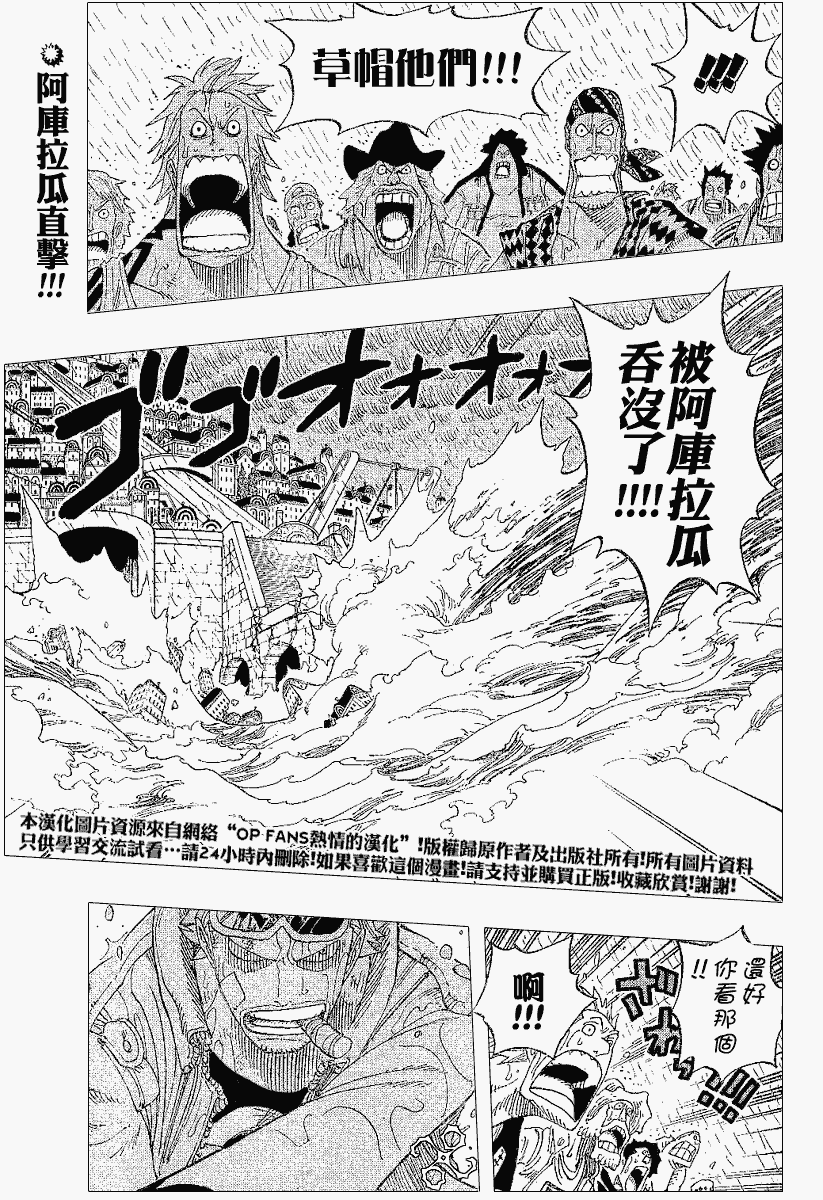 !!!
草帽他們!!!
阿庫拉瓜直擊!!!
被阿庫拉瓜
吞沒了!!!!
ゴゴオオオオ
本漢化圖片資源來自網絡“OP-FANS熱情的漢化”!版權歸原作者及出版社所有!所有圖片資料
只供學習交流試看…請24小時內刪除!如果喜歡這個漫畫!請支持並購買正版!收藏欣賞!謝謝!
還好
你看那個
!!
啊!!!